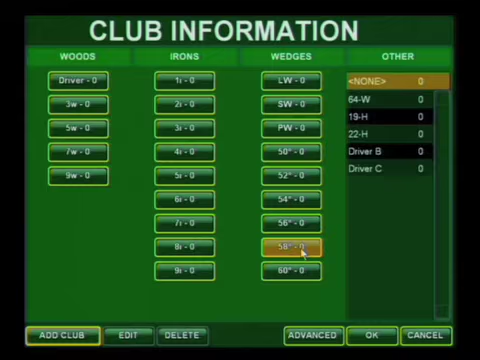 CLUB INFORMATION
WOODS IRONS WEDGES OTHER
Driver - 0 1i - 0 LW - 0 <NONE> 0
3w - 0 2i - 0 SW - 0 64-W 0
5w - 0 3i - 0 PW - 0 19-H 0
7w - 0 4i - 0 50° - 0 22-H 0
9w - 0 5i - 0 52° - 0 Driver B 0
6i - 0 54° - 0 Driver C 0
7i - 0 56° - 0
8i - 0 58° - 0
9i - 0 60° - 0
ADD CLUB EDIT DELETE ADVANCED OK CANCEL